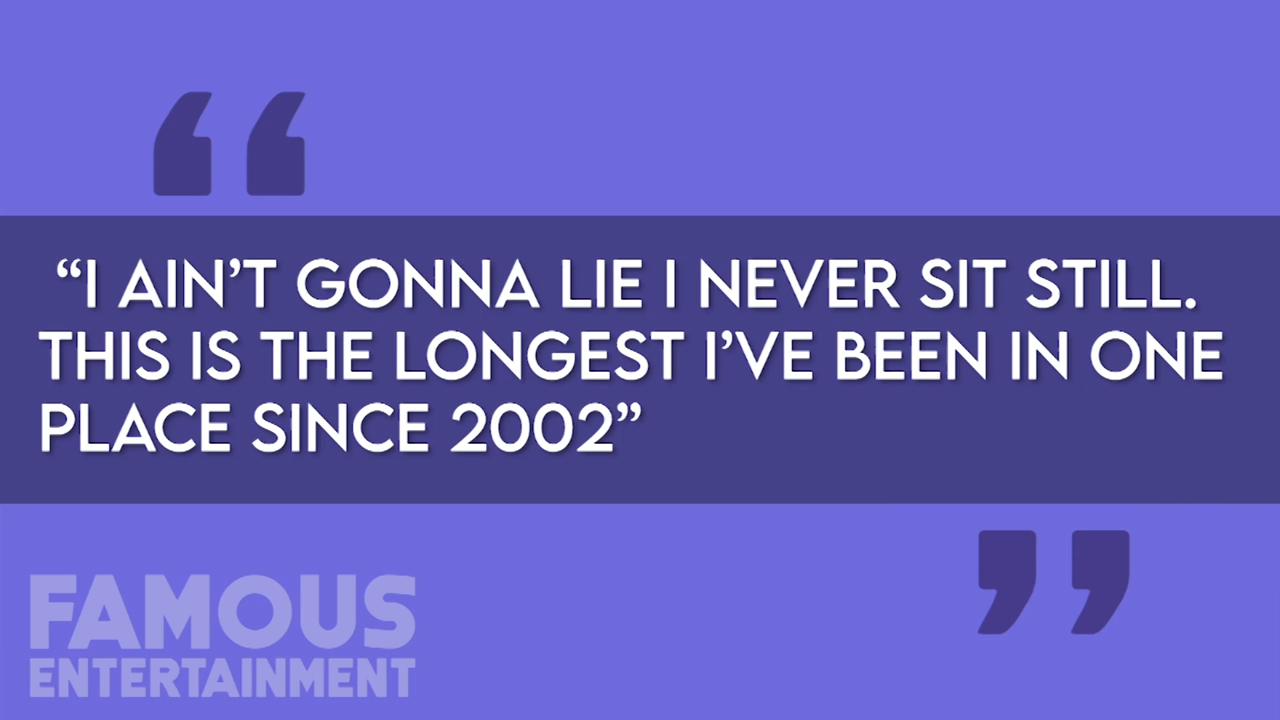 “I AIN’T GONNA LIE I NEVER SIT STILL.
THIS IS THE LONGEST I’VE BEEN IN ONE
PLACE SINCE 2002”
FAMOUS
ENTERTAINMENT